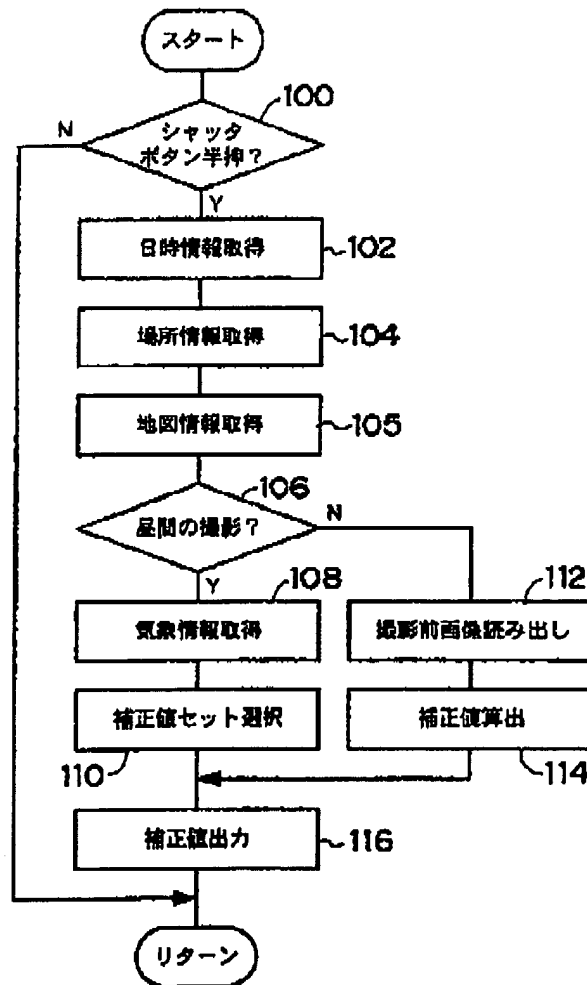 スタート
100
N
シャッタ
ボタン半押?
Y
日時情報取得
102
場所情報取得
104
地図情報取得
105
106
昼間の撮影?
N
Y
108
気象情報取得
112
撮影前画像読み出し
補正値セット選択
110
補正値算出
114
補正値出力
116
リターン